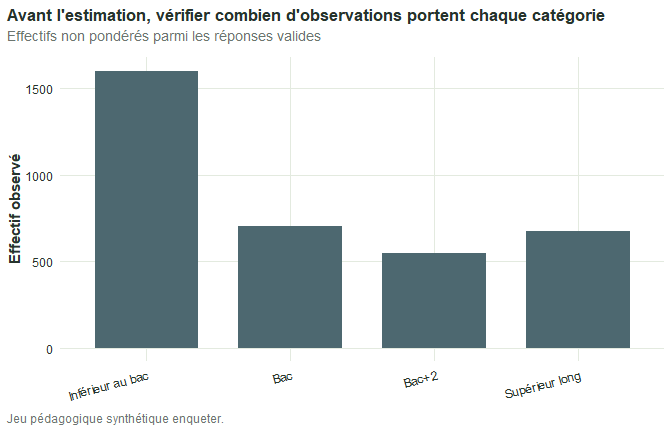 Avant l'estimation, vérifier combien d'observations portent chaque catégorie
Effectifs non pondérés parmi les réponses valides
Effectif observé
1500
1000
500
0
Inférieur au bac
Bac
Bac+2
Supérieur long
Jeu pédagogique synthétique enqueter.